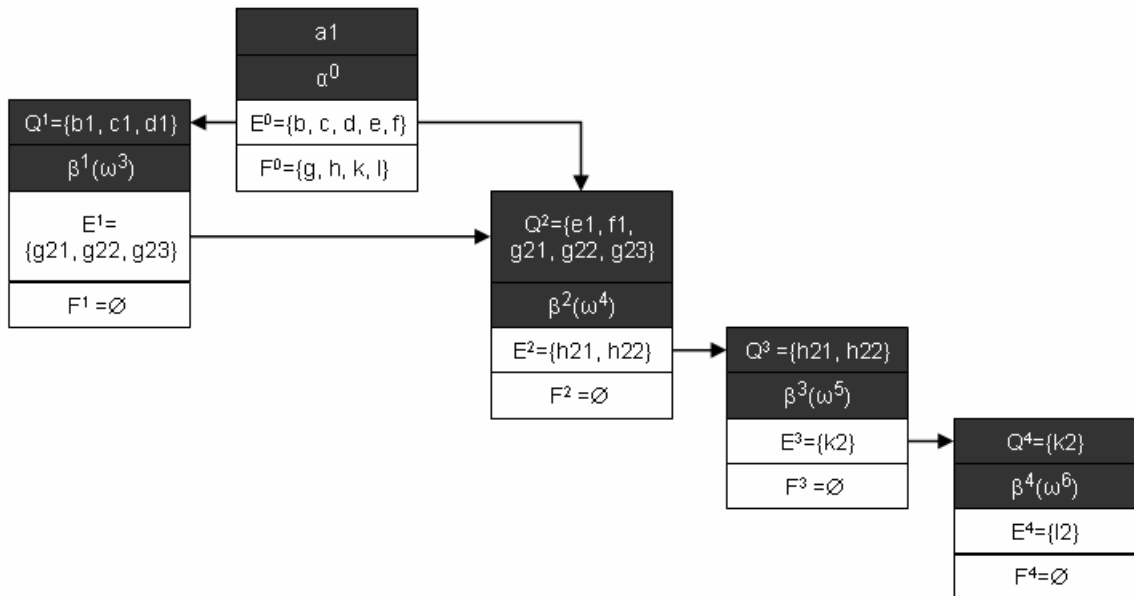 a1
α⁰
E⁰={b, c, d, e, f}
F⁰={g, h, k, l}
Q¹={b1, c1, d1}
β¹(ω³)
E¹=
{g21, g22, g23}
F¹ =∅
Q²={e1, f1,
g21, g22, g23}
β²(ω⁴)
E²={h21, h22}
F² =∅
Q³ ={h21, h22}
β³(ω⁵)
E³={k2}
F³ =∅
Q⁴={k2}
β⁴(ω⁶)
E⁴={l2}
F⁴=∅